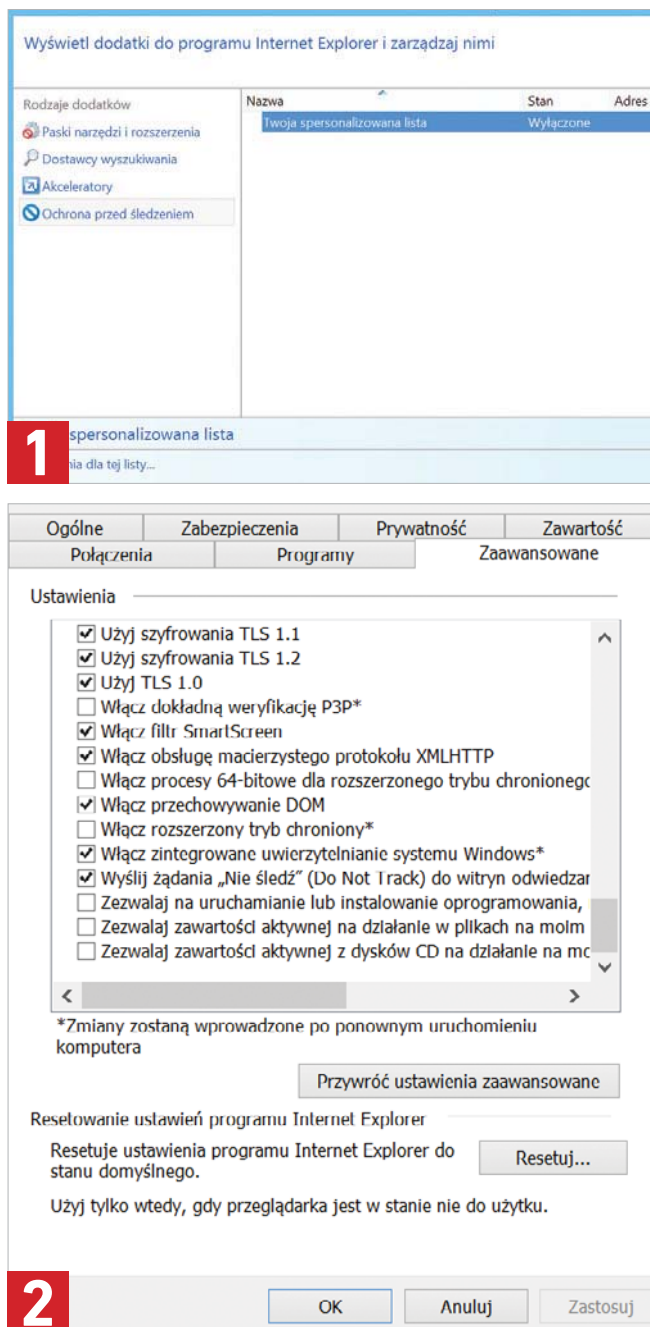 Wyświetl dodatki do programu Internet Explorer i zarządzaj nimi
Rodzaje dodatków
Paski narzędzi i rozszerzenia
Dostawcy wyszukiwania
Akceleratory
Ochrona przed śledzeniem
Nazwa Stan Adres
Twoja spersonalizowana lista Wyłączone
spersonalizowana lista
nia dla tej listy...
1
Ogólne Zabezpieczenia Prywatność Zawartość
Połączenia Programy Zaawansowane
Ustawienia
Użyj szyfrowania TLS 1.1
Użyj szyfrowania TLS 1.2
Użyj TLS 1.0
Włącz dokładną weryfikację P3P*
Włącz filtr SmartScreen
Włącz obsługę macierzystego protokołu XMLHTTP
Włącz procesy 64-bitowe dla rozszerzonego trybu chronionego
Włącz przechowywanie DOM
Włącz rozszerzony tryb chroniony*
Włącz zintegrowane uwierzytelnianie systemu Windows*
Wyślij żądania „Nie śledź” (Do Not Track) do witryn odwiedzan
Zezwalaj na uruchamianie lub instalowanie oprogramowania,
Zezwalaj zawartości aktywnej na działanie w plikach na moim
Zezwalaj zawartości aktywnej z dysków CD na działanie na mo
*Zmiany zostaną wprowadzone po ponownym uruchomieniu
komputera
Przywróć ustawienia zaawansowane
Resetowanie ustawień programu Internet Explorer
Resetuje ustawienia programu Internet Explorer do
stanu domyślnego.
Resetuj...
Użyj tylko wtedy, gdy przeglądarka jest w stanie nie do użytku.
2
OK Anuluj Zastosuj